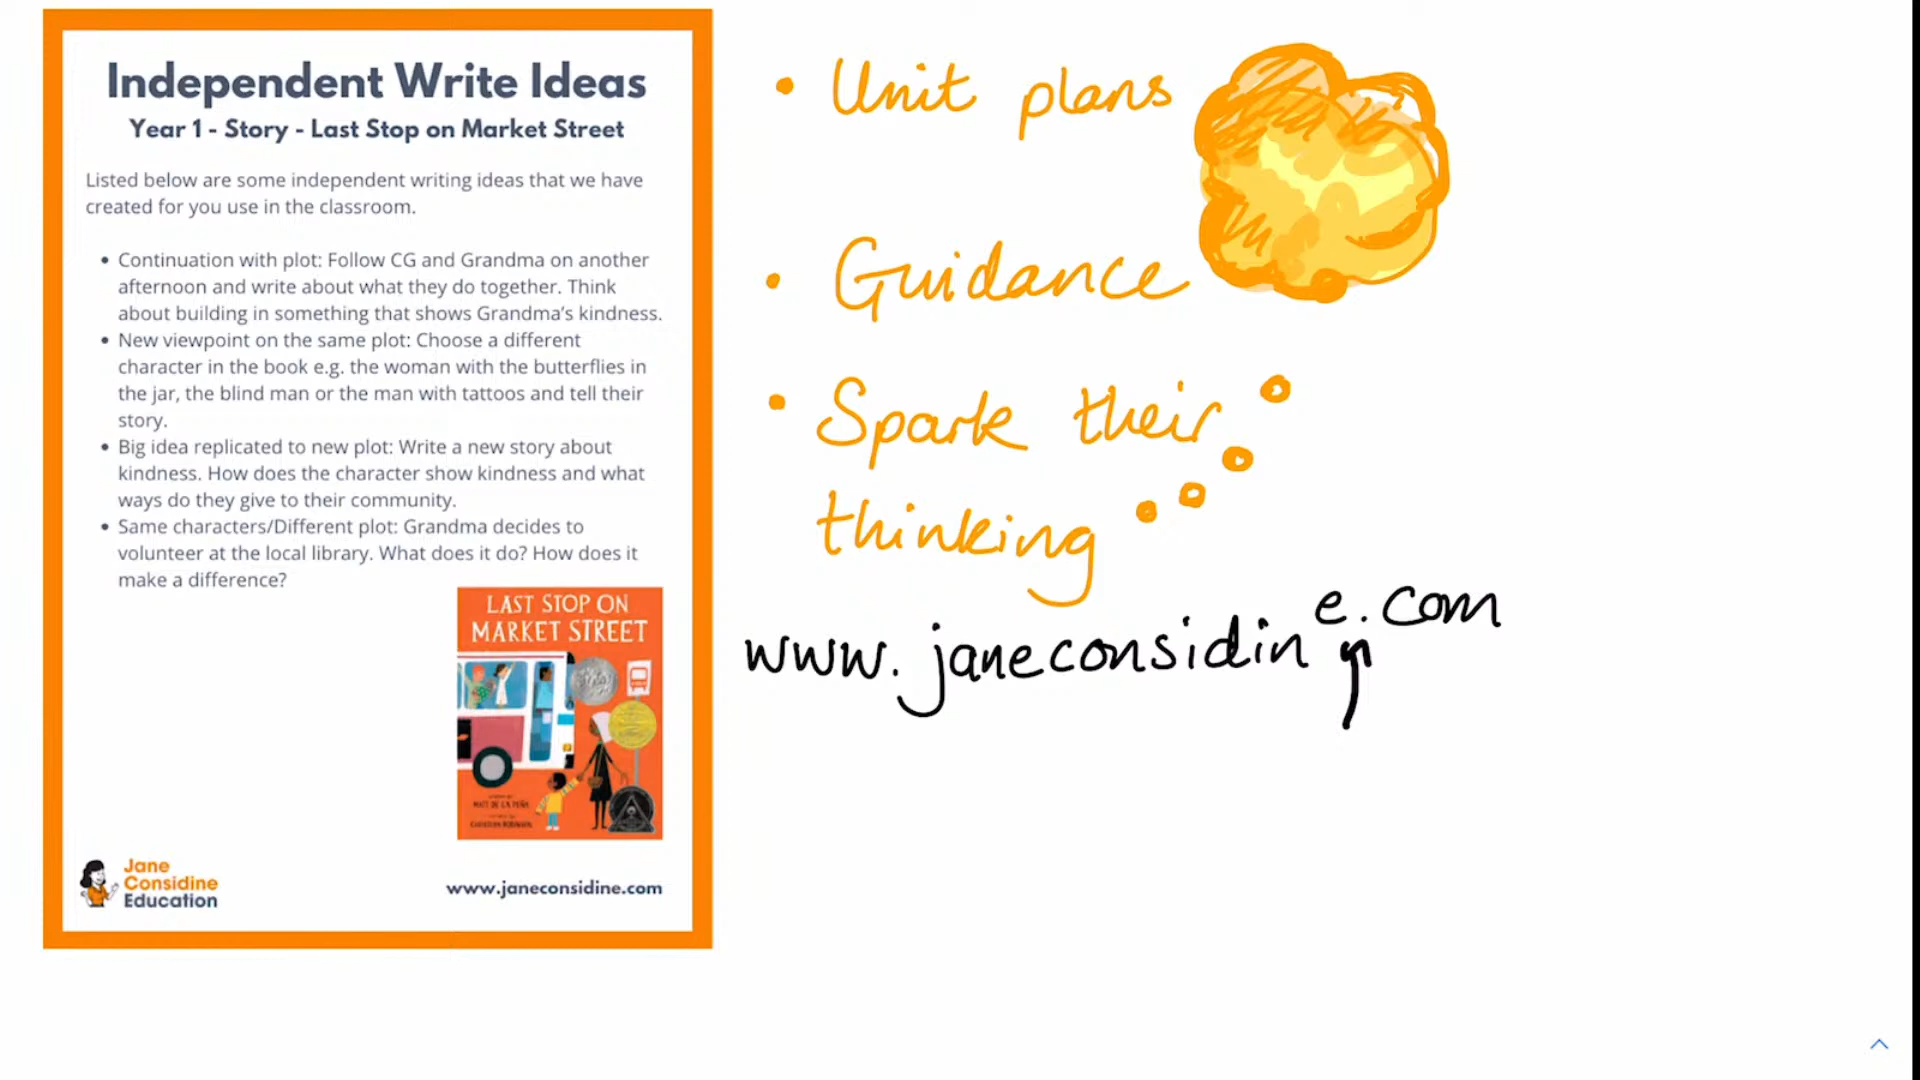 Independent Write Ideas
Year 1 - Story - Last Stop on Market Street
Listed below are some independent writing ideas that we have
created for you use in the classroom.
• Continuation with plot: Follow CG and Grandma on another
afternoon and write about what they do together. Think
about building in something that shows Grandma's kindness.
• New viewpoint on the same plot: Choose a different
character in the book e.g. the woman with the butterflies in
the jar, the blind man or the man with tattoos and tell their
story.
• Big idea replicated to new plot: Write a new story about
kindness. How does the character show kindness and what
ways do they give to their community.
• Same characters/Different plot: Grandma decides to
volunteer at the local library. What does it do? How does it
make a difference?
LAST STOP ON
MARKET STREET
MATT DE LA PEÑA
CHRISTIAN ROBINSON
Jane
Considine
Education
www.janeconsidine.com
• Unit plans
• Guidance
• Spark their
thinking
www.janeconsidine.com